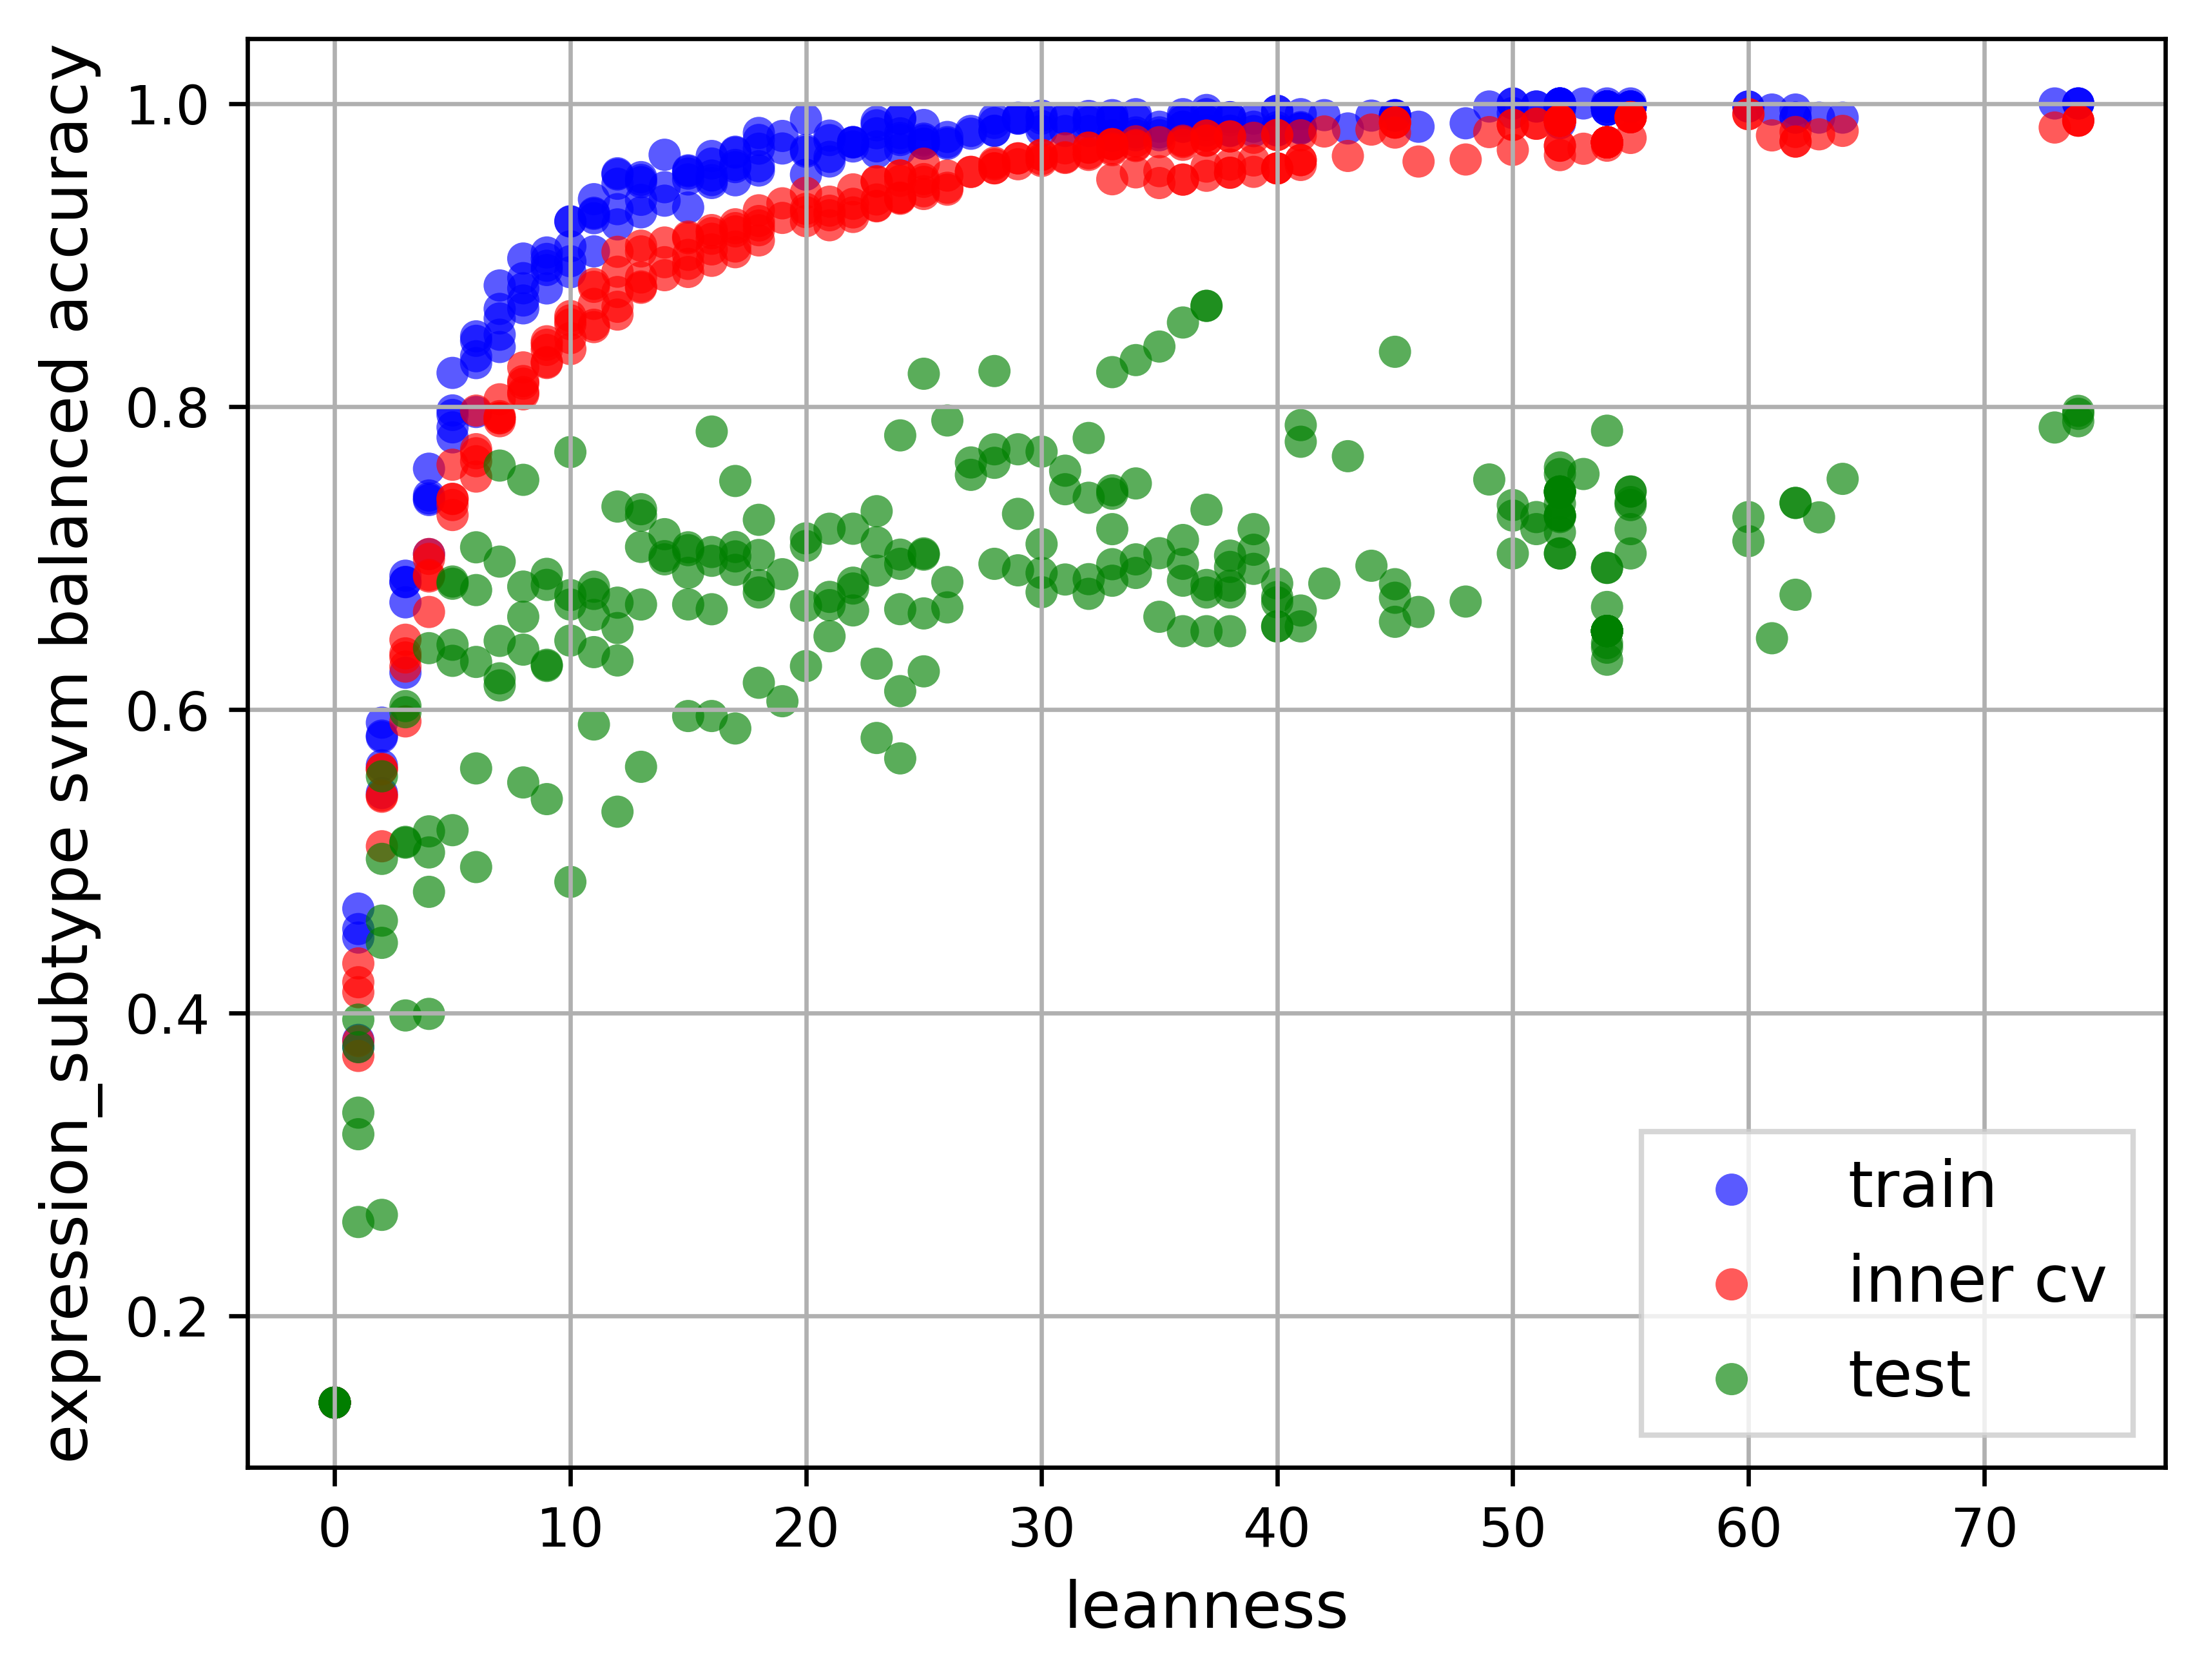 expression_subtype svm balanced accuracy
1.0
0.8
0.6
0.4
0.2
train
inner cv
test
0 10 20 30 40 50 60 70
leanness